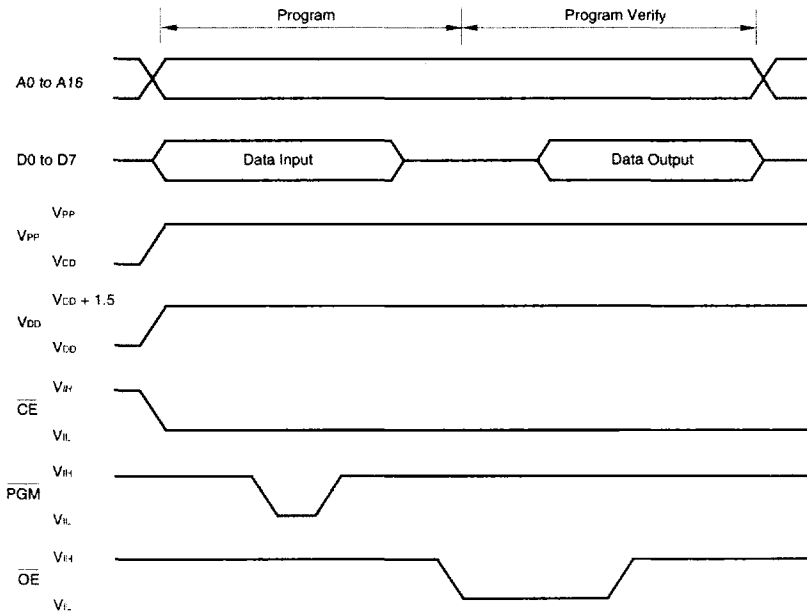 Program Program Verify
A0 to A16
D0 to D7 Data Input Data Output
VPP
VPP
VDD
VDD + 1.5
VDD
VDD
VIH
CE
VIL
VIH
PGM
VIL
VIH
OE
VIL